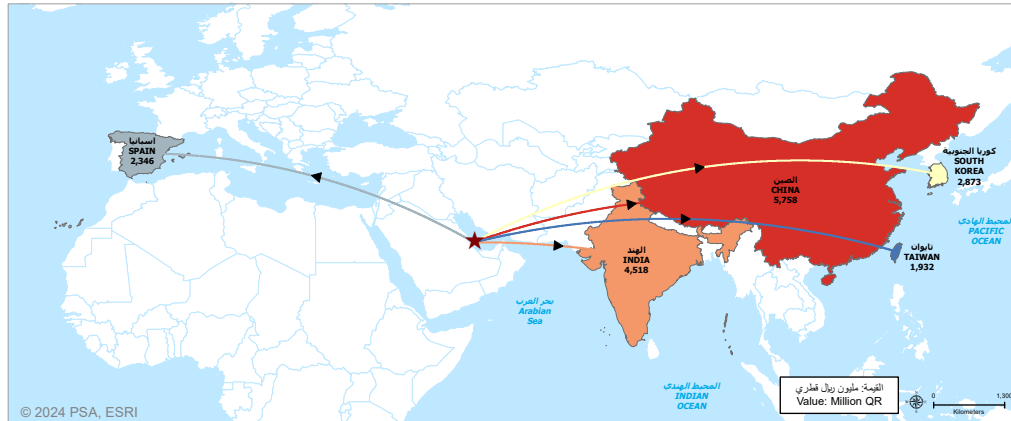 اسبانيا
SPAIN
2,346
كوريا الجنوبية
SOUTH
KOREA
2,873
الصين
CHINA
5,758
المحيط الهادي
PACIFIC
OCEAN
تايوان
TAIWAN
1,932
الهند
INDIA
4,518
بحر العرب
Arabian
Sea
المحيط الهندي
INDIAN
OCEAN
القيمة: مليون ريال قطري
Value: Million QR
0 1,300
Kilometers
© 2024 PSA, ESRI